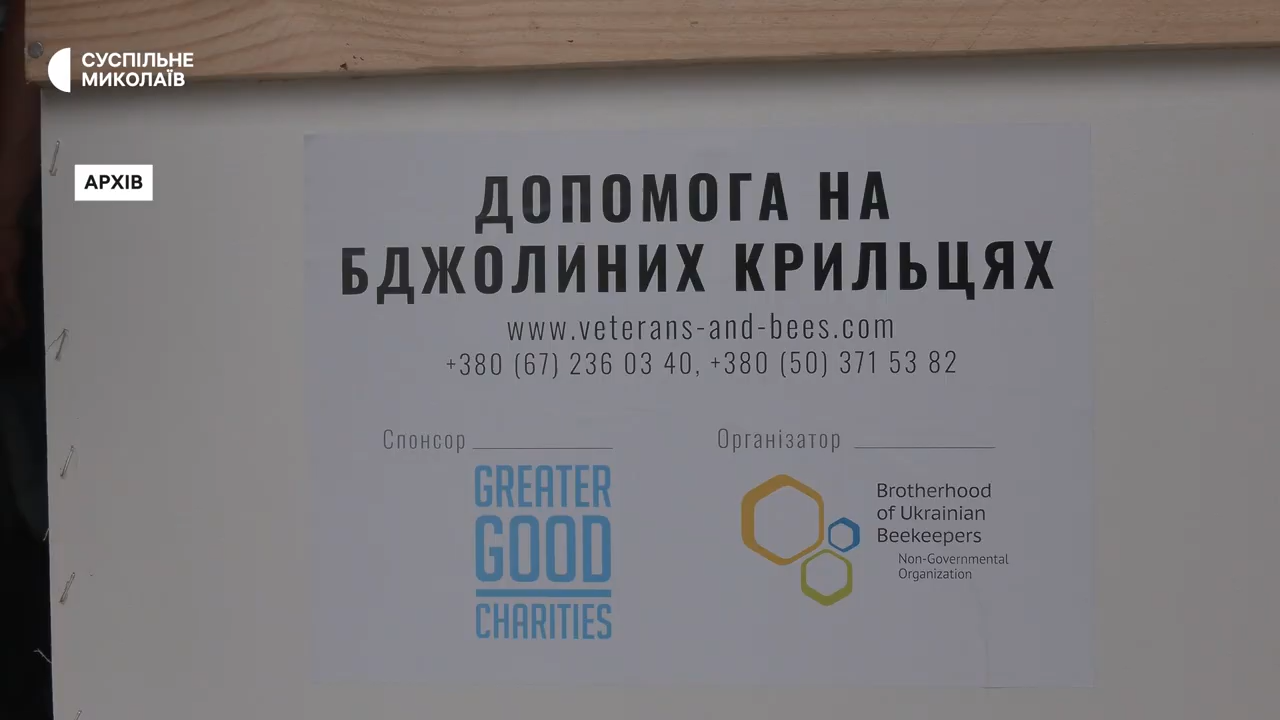 СУСПІЛЬНЕ
МИКОЛАЇВ
АРХІВ
ДОПОМОГА НА
БДЖОЛИНИХ КРИЛЬЦЯХ
www.veterans-and-bees.com
+380 (67) 236 03 40, +380 (50) 371 53 82
Спонсор
GREATER
GOOD
CHARITIES
Організатор
Brotherhood
of Ukrainian
Beekeepers
Non-Governmental
Organization